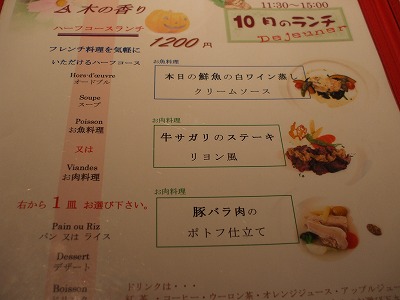 木の香り
ハーフコースランチ
1200円
11:30～15:00
10月のランチ
Dejeuner
フレンチ料理を気軽に
いただけるハーフコース
Hors-d'œuvre
オードブル
Soupe
スープ
Poisson
お魚料理
又は
Viandes
お肉料理
右から1皿 お選び下さい。
Pain ou Riz
パン 又は ライス
Dessert
デザート
Boisson
お魚料理
本日の鮮魚の白ワイン蒸し
クリームソース
お肉料理
牛サガリのステーキ
リヨン風
お肉料理
豚バラ肉の
ポトフ仕立て
ドリンクは・・・
紅茶・コーヒー・ウーロン茶・オレンジジュース・アップルジュー